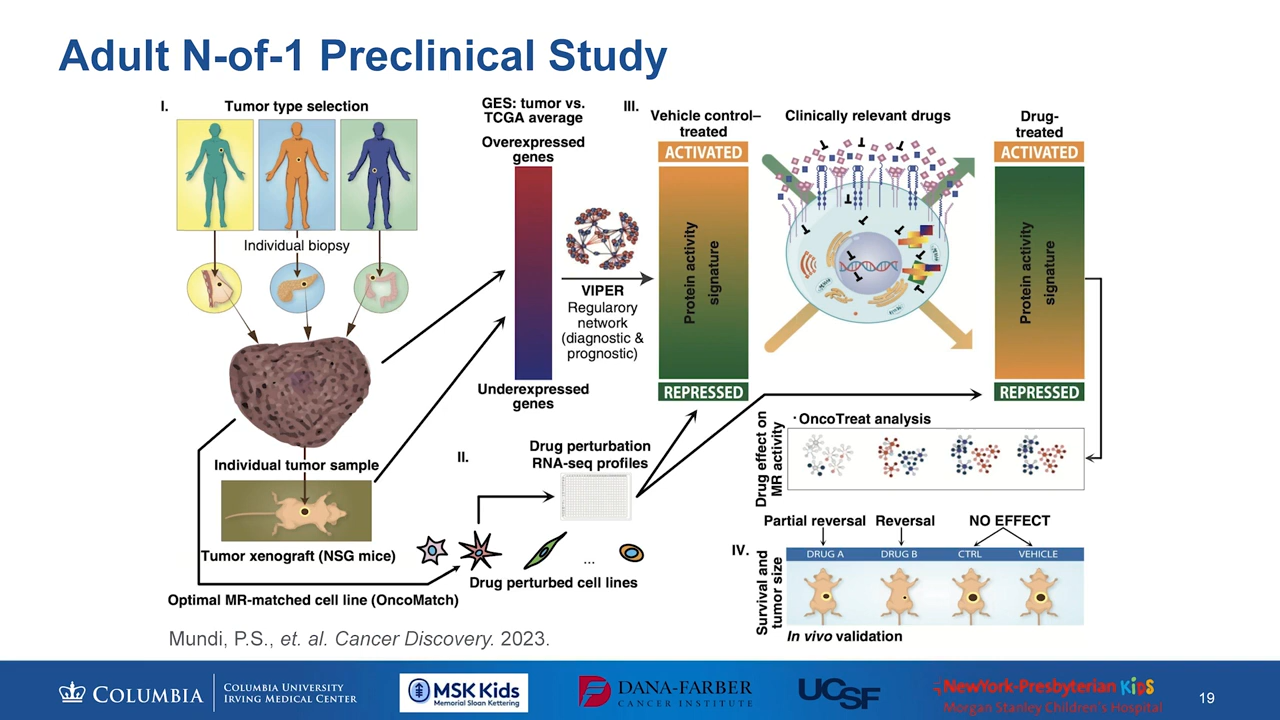 Adult N-of-1 Preclinical Study
I.
Tumor type selection
Individual biopsy
Individual tumor sample
Tumor xenograft (NSG mice)
Optimal MR-matched cell line (OncoMatch)
GES: tumor vs.
TCGA average
Overexpressed
genes
Underexpressed
genes
VIPER
Regularory
network
(diagnostic &
prognostic)
II.
Drug perturbation
RNA-seq profiles
...
Drug perturbed cell lines
III.
Vehicle control–
treated
ACTIVATED
Protein activity
signature
REPRESSED
Clinically relevant drugs
Drug-
treated
ACTIVATED
Protein activity
signature
REPRESSED
OncoTreat analysis
Drug effect on
MR activity
Partial reversal
Reversal
NO EFFECT
IV.
DRUG A
DRUG B
CTRL
VEHICLE
Survival and
tumor size
In vivo validation
Mundi, P.S., et. al. Cancer Discovery. 2023.
COLUMBIA
COLUMBIA UNIVERSITY
IRVING MEDICAL CENTER
MSK Kids
Memorial Sloan Kettering
DANA-FARBER
CANCER INSTITUTE
UCSF
NewYork-Presbyterian KiDS
Morgan Stanley Children's Hospital
19